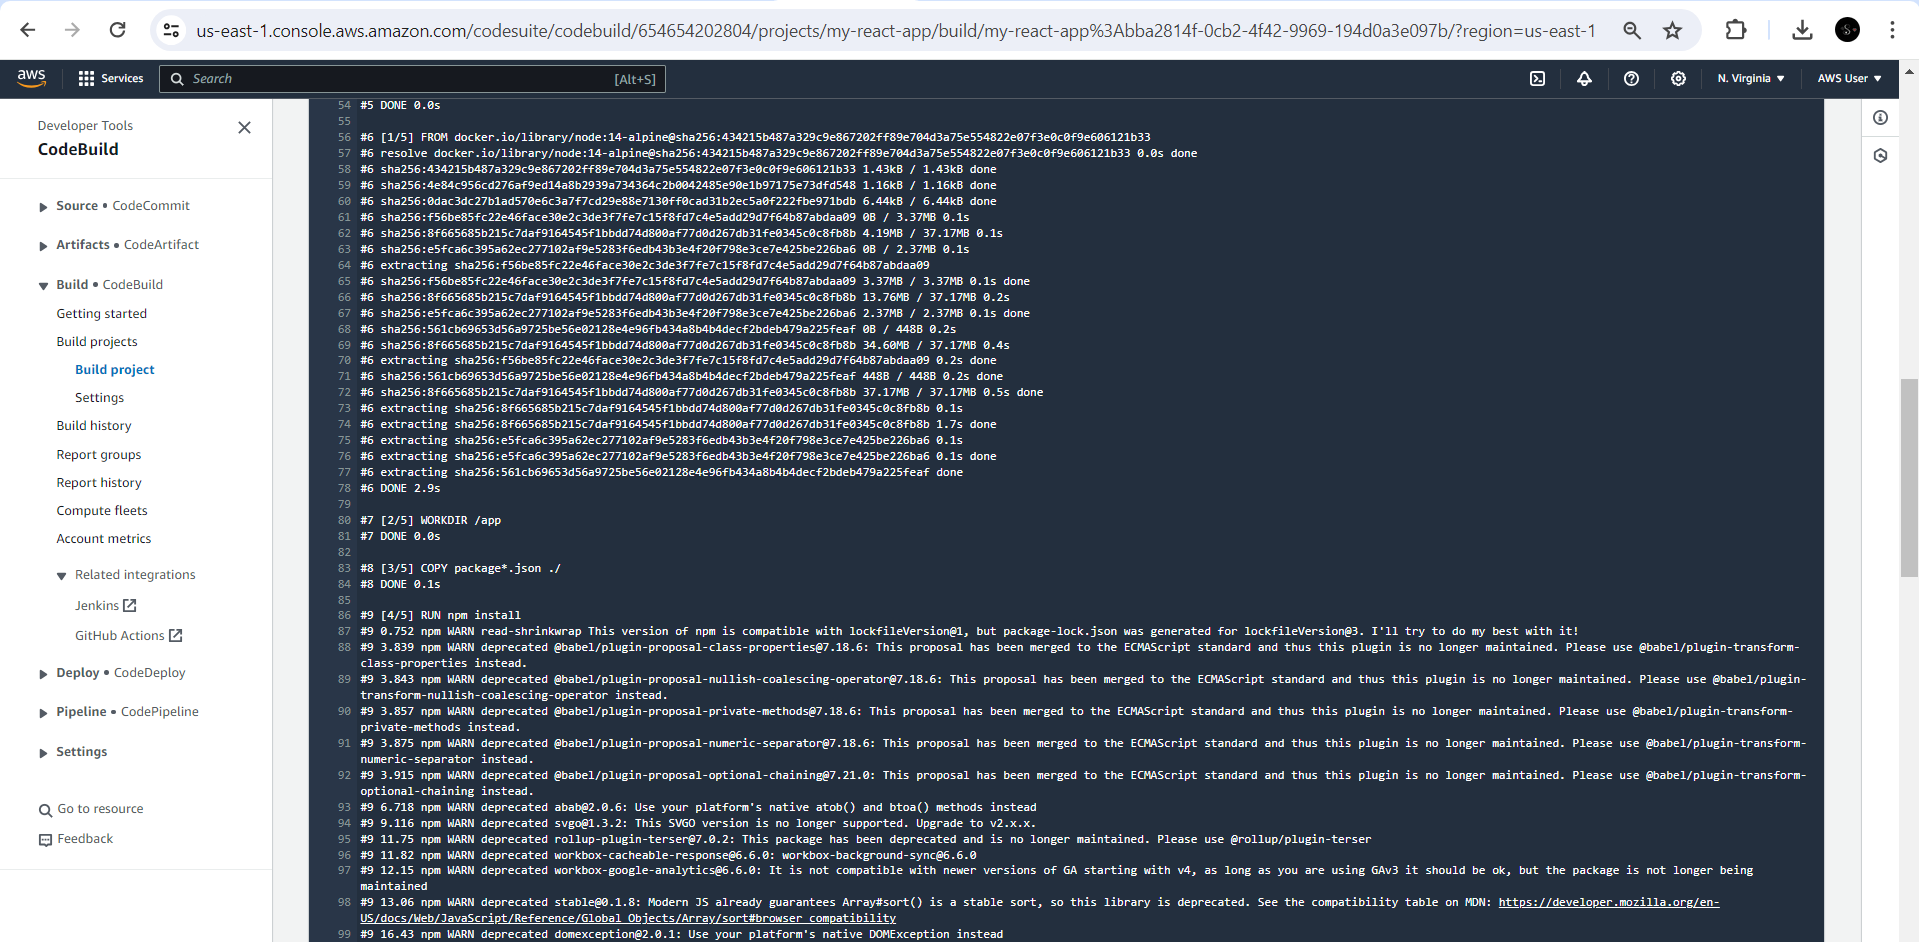 us-east-1.console.aws.amazon.com/codesuite/codebuild/654654202804/projects/my-react-app/build/my-react-app%3Abba2814f-0cb2-4f42-9969-194d0a3e097b/?region=us-east-1
aws
Services
Search
[Alt+S]
N. Virginia
AWS User
Developer Tools
CodeBuild
Source • CodeCommit
Artifacts • CodeArtifact
Build • CodeBuild
Getting started
Build projects
Build project
Settings
Build history
Report groups
Report history
Compute fleets
Account metrics
Related integrations
Jenkins
GitHub Actions
Deploy • CodeDeploy
Pipeline • CodePipeline
Settings
Go to resource
Feedback
54 #5 DONE 0.0s
55
56 #6 [1/5] FROM docker.io/library/node:14-alpine@sha256:434215b487a329c9e867202ff89e704d3a75e554822e07f3e0c0f9e606121b33
57 #6 resolve docker.io/library/node:14-alpine@sha256:434215b487a329c9e867202ff89e704d3a75e554822e07f3e0c0f9e606121b33 0.0s done
58 #6 sha256:434215b487a329c9e867202ff89e704d3a75e554822e07f3e0c0f9e606121b33 1.43kB / 1.43kB done
59 #6 sha256:4e84c956cd276af9ed14a8b2939a734364c2b0042485e90e1b97175e73dfd548 1.16kB / 1.16kB done
60 #6 sha256:0dac3dc27b1ad570e6c3a7f7cd29e88e7130ff0cad31b2ec5a0f222fbe971bdb 6.44kB / 6.44kB done
61 #6 sha256:f56be85fc22e46face30e2c3de3f7fe7c15f8fd7c4e5add29d7f64b87abdaa09 0B / 3.37MB 0.1s
62 #6 sha256:8f665685b215c7daf9164545f1bbdd74d800af77d0d267db31fe0345c0c8fb8b 4.19MB / 37.17MB 0.1s
63 #6 sha256:e5fca6c395a62ec277102af9e5283f6edb43b3e4f20f798e3ce7e425be226ba6 0B / 2.37MB 0.1s
64 #6 extracting sha256:f56be85fc22e46face30e2c3de3f7fe7c15f8fd7c4e5add29d7f64b87abdaa09
65 #6 sha256:f56be85fc22e46face30e2c3de3f7fe7c15f8fd7c4e5add29d7f64b87abdaa09 3.37MB / 3.37MB 0.1s done
66 #6 sha256:8f665685b215c7daf9164545f1bbdd74d800af77d0d267db31fe0345c0c8fb8b 13.76MB / 37.17MB 0.2s
67 #6 sha256:e5fca6c395a62ec277102af9e5283f6edb43b3e4f20f798e3ce7e425be226ba6 2.37MB / 2.37MB 0.1s done
68 #6 sha256:561cb69653d56a9725be56e02128e4e96fb434a8b4b4decf2bdeb479a225feaf 0B / 448B 0.2s
69 #6 sha256:8f665685b215c7daf9164545f1bbdd74d800af77d0d267db31fe0345c0c8fb8b 34.60MB / 37.17MB 0.4s
70 #6 extracting sha256:f56be85fc22e46face30e2c3de3f7fe7c15f8fd7c4e5add29d7f64b87abdaa09 0.2s done
71 #6 sha256:561cb69653d56a9725be56e02128e4e96fb434a8b4b4decf2bdeb479a225feaf 448B / 448B 0.2s done
72 #6 sha256:8f665685b215c7daf9164545f1bbdd74d800af77d0d267db31fe0345c0c8fb8b 37.17MB / 37.17MB 0.5s done
73 #6 extracting sha256:8f665685b215c7daf9164545f1bbdd74d800af77d0d267db31fe0345c0c8fb8b 0.1s
74 #6 extracting sha256:8f665685b215c7daf9164545f1bbdd74d800af77d0d267db31fe0345c0c8fb8b 1.7s done
75 #6 extracting sha256:e5fca6c395a62ec277102af9e5283f6edb43b3e4f20f798e3ce7e425be226ba6 0.1s
76 #6 extracting sha256:e5fca6c395a62ec277102af9e5283f6edb43b3e4f20f798e3ce7e425be226ba6 0.1s done
77 #6 extracting sha256:561cb69653d56a9725be56e02128e4e96fb434a8b4b4decf2bdeb479a225feaf done
78 #6 DONE 2.9s
79
80 #7 [2/5] WORKDIR /app
81 #7 DONE 0.0s
82
83 #8 [3/5] COPY package*.json ./
84 #8 DONE 0.1s
85
86 #9 [4/5] RUN npm install
87 #9 0.752 npm WARN read-shrinkwrap This version of npm is compatible with lockfileVersion@1, but package-lock.json was generated for lockfileVersion@3. I'll try to do my best with it!
88 #9 3.839 npm WARN deprecated @babel/plugin-proposal-class-properties@7.18.6: This proposal has been merged to the ECMAScript standard and thus this plugin is no longer maintained. Please use @babel/plugin-transform-
class-properties instead.
89 #9 3.843 npm WARN deprecated @babel/plugin-proposal-nullish-coalescing-operator@7.18.6: This proposal has been merged to the ECMAScript standard and thus this plugin is no longer maintained. Please use @babel/plugin-
transform-nullish-coalescing-operator instead.
90 #9 3.857 npm WARN deprecated @babel/plugin-proposal-private-methods@7.18.6: This proposal has been merged to the ECMAScript standard and thus this plugin is no longer maintained. Please use @babel/plugin-transform-
private-methods instead.
91 #9 3.875 npm WARN deprecated @babel/plugin-proposal-numeric-separator@7.18.6: This proposal has been merged to the ECMAScript standard and thus this plugin is no longer maintained. Please use @babel/plugin-transform-
numeric-separator instead.
92 #9 3.915 npm WARN deprecated @babel/plugin-proposal-optional-chaining@7.21.0: This proposal has been merged to the ECMAScript standard and thus this plugin is no longer maintained. Please use @babel/plugin-transform-
optional-chaining instead.
93 #9 6.718 npm WARN deprecated abab@2.0.6: Use your platform's native atob() and btoa() methods instead
94 #9 9.116 npm WARN deprecated svgo@1.3.2: This SVGO version is no longer supported. Upgrade to v2.x.x.
95 #9 11.75 npm WARN deprecated rollup-plugin-terser@7.0.2: This package has been deprecated and is no longer maintained. Please use @rollup/plugin-terser
96 #9 11.82 npm WARN deprecated workbox-cacheable-response@6.6.0: workbox-background-sync@6.6.0
97 #9 12.15 npm WARN deprecated workbox-google-analytics@6.6.0: It is not compatible with newer versions of GA starting with v4, as long as you are using GAv3 it should be ok, but the package is not longer being
maintained
98 #9 13.06 npm WARN deprecated stable@0.1.8: Modern JS already guarantees Array#sort() is a stable sort, so this library is deprecated. See the compatibility table on MDN: https://developer.mozilla.org/en-
US/docs/Web/JavaScript/Reference/Global_Objects/Array/sort#browser_compatibility
99 #9 16.43 npm WARN deprecated domexception@2.0.1: Use your platform's native DOMException instead